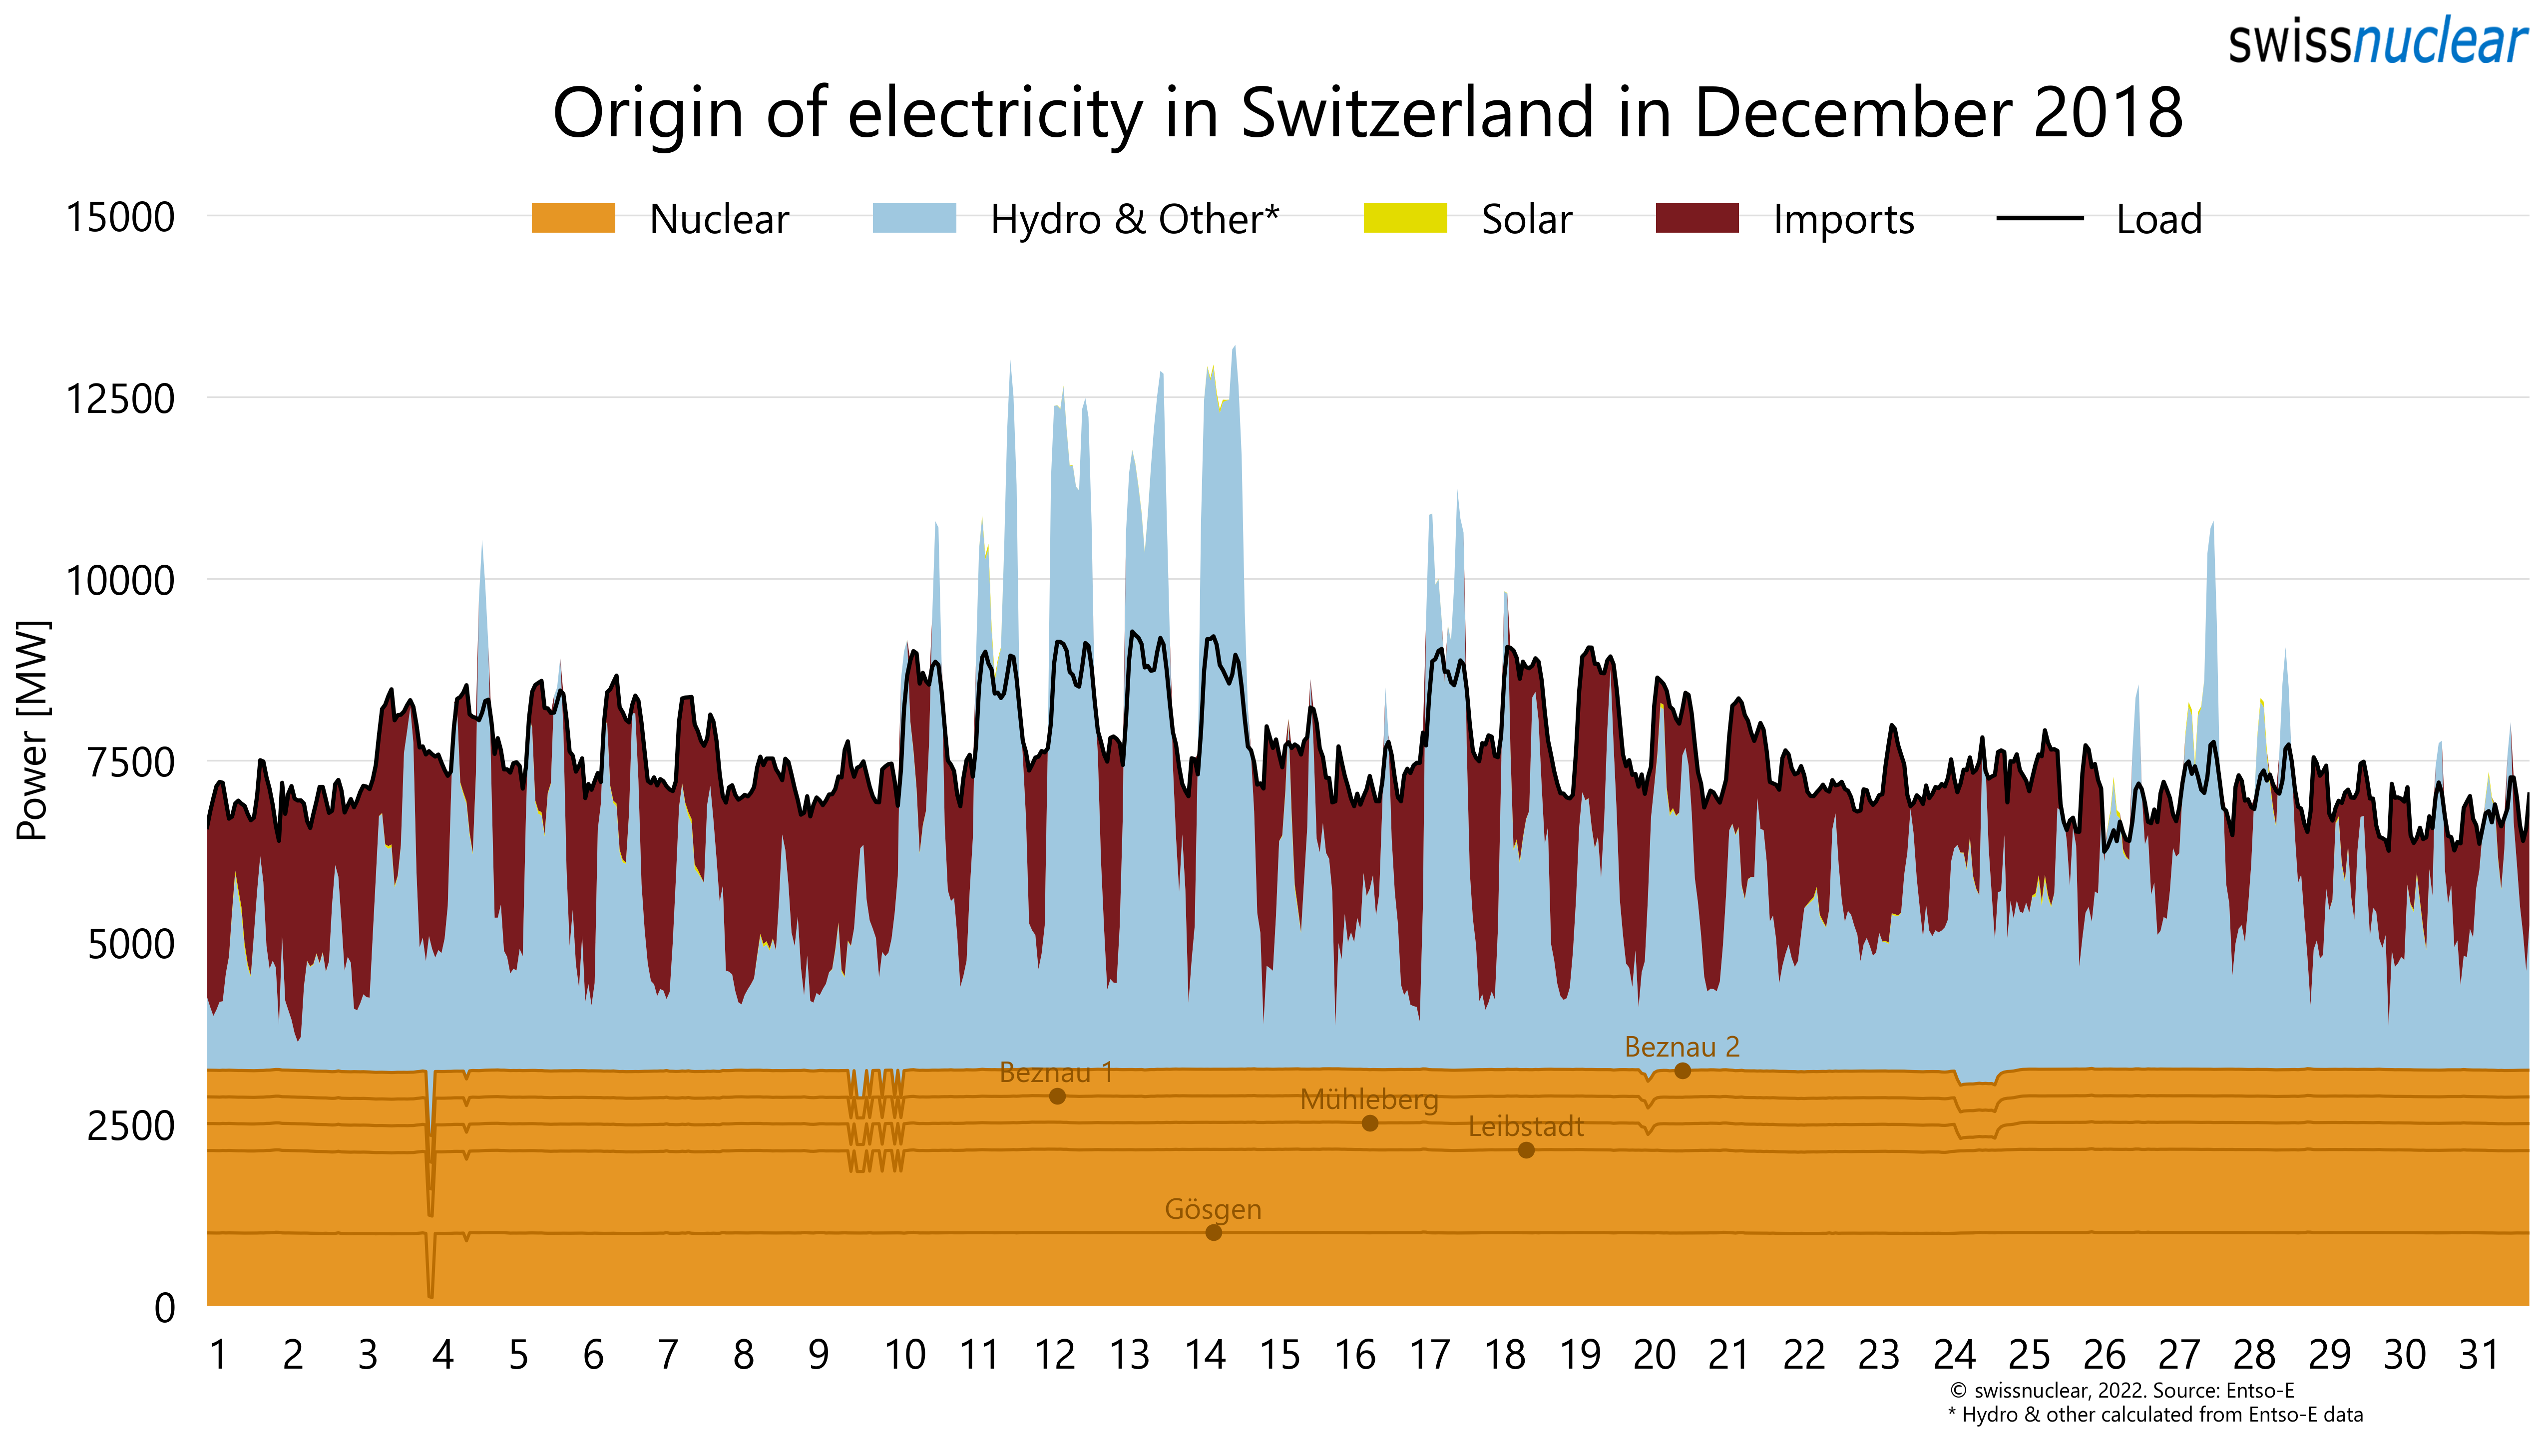 swissnuclear
Origin of electricity in Switzerland in December 2018
Nuclear Hydro & Other* Solar Imports Load
15000
12500
10000
7500
5000
2500
0
Power [MW]
Beznau 2
Beznau 1
Mühleberg
Leibstadt
Gösgen
1 2 3 4 5 6 7 8 9 10 11 12 13 14 15 16 17 18 19 20 21 22 23 24 25 26 27 28 29 30 31
© swissnuclear, 2022. Source: Entso-E
* Hydro & other calculated from Entso-E data